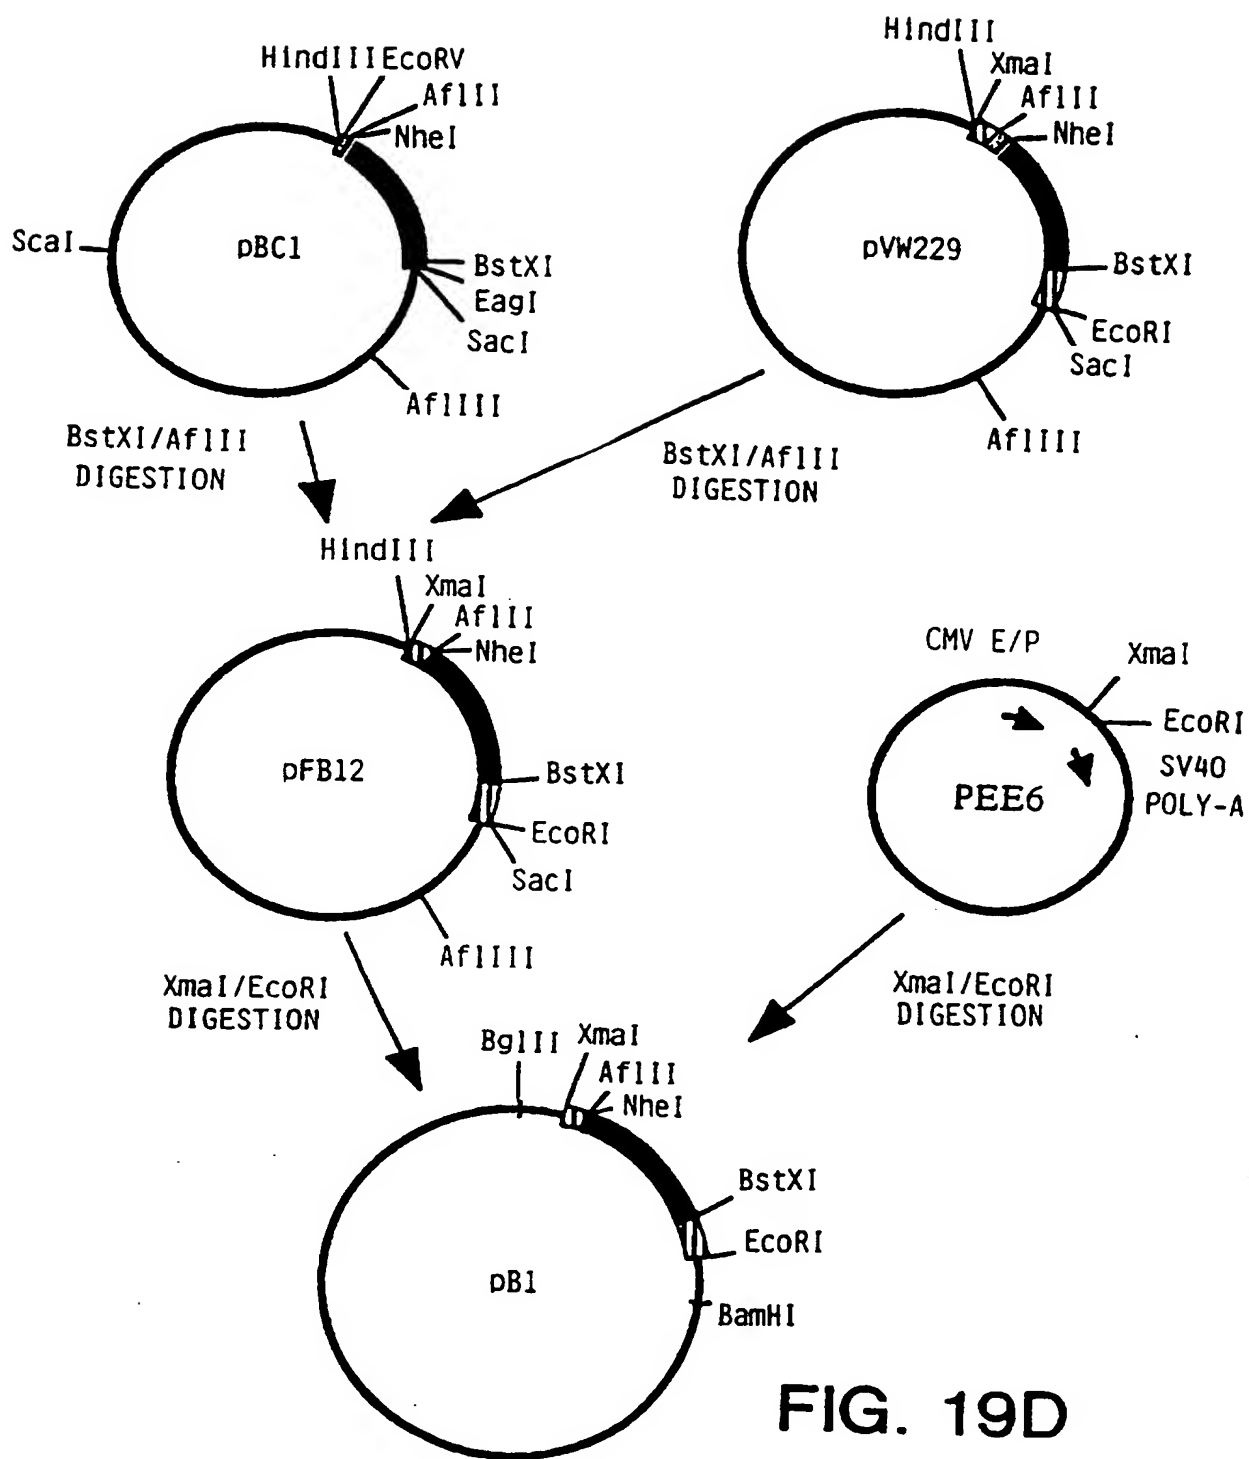 HindIII EcoRV
AflII
NheI
ScaI
pBC1
BstXI
EagI
SacI
AflIII
BstXI/AflII
DIGESTION
HindIII
XmaI
AflII
NheI
pVW229
BstXI
EcoRI
SacI
AflIII
BstXI/AflII
DIGESTION
HindIII
XmaI
AflII
NheI
pFB12
BstXI
EcoRI
SacI
AflIII
XmaI/EcoRI
DIGESTION
CMV E/P
XmaI
EcoRI
SV40
POLY-A
PEE6
XmaI/EcoRI
DIGESTION
BglII
XmaI
AflII
NheI
BstXI
EcoRI
pB1
BamHI
FIG. 19D